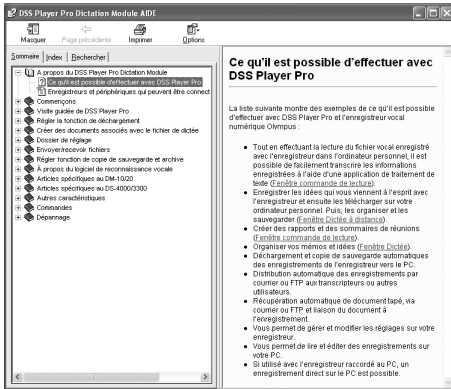 DSS Player Pro Dictation Module AIDE
Masquer Page précédente Imprimer Options
Sommaire Index Rechercher
A propos du DSS Player Pro Dictation Module
Ce qu'il est possible d'effectuer avec DSS Player Pro
Enregistreurs et périphériques qui peuvent être connect
Commençons
Visite guidée de DSS Player Pro
Régler la fonction de déchargement
Créer des documents associés avec le fichier de dictée
Dossier de réglage
Envoyer/recevoir fichiers
Régler fonction de copie de sauvegarde et archive
À propos du logiciel de reconnaissance vocale
Articles spécifiques au DM-10/20
Articles spécifiques au DS-4000/3300
Autres caractéristiques
Commandes
Dépannage
Ce qu'il est possible d'effectuer avec
DSS Player Pro
La liste suivante montre des exemples de ce qu'il est possible
d'effectuer avec DSS Player Pro et l'enregistreur vocal
numérique Olympus :
Tout en effectuant la lecture du fichier vocal enregistré
avec l'enregistreur dans l'ordinateur personnel, il est
possible de facilement transcrire les informations
enregistrées à l'aide d'une application de traitement de
texte (Fenêtre commande de lecture).
Enregistrer les idées qui vous viennent à l'esprit avec
l'enregistreur et ensuite les télécharger sur votre
ordinateur personnel. Puis, les organiser et les
sauvegarder (Fenêtre Dictée à distance).
Créer des rapports et des sommaires de réunions
(Fenêtre commande de lecture).
Organiser vos mémos et idées (Fenêtre Dictée).
Déchargement et copie de sauvegarde automatiques
des enregistrements de l'enregistreur vers le PC.
Distribution automatique des enregistrements par
courrier ou FTP aux transcripteurs ou autres
utilisateurs.
Récupération automatique de document tapé, via
courrier ou FTP et liaison du document à
l'enregistrement.
Vous permet de gérer et modifier les réglages sur votre
enregistreur.
Vous permet de lire et éditer des enregistrements sur
votre PC.
Si utilisé avec l'enregistreur raccordé au PC, un
enregistrement direct sur le PC est possible.